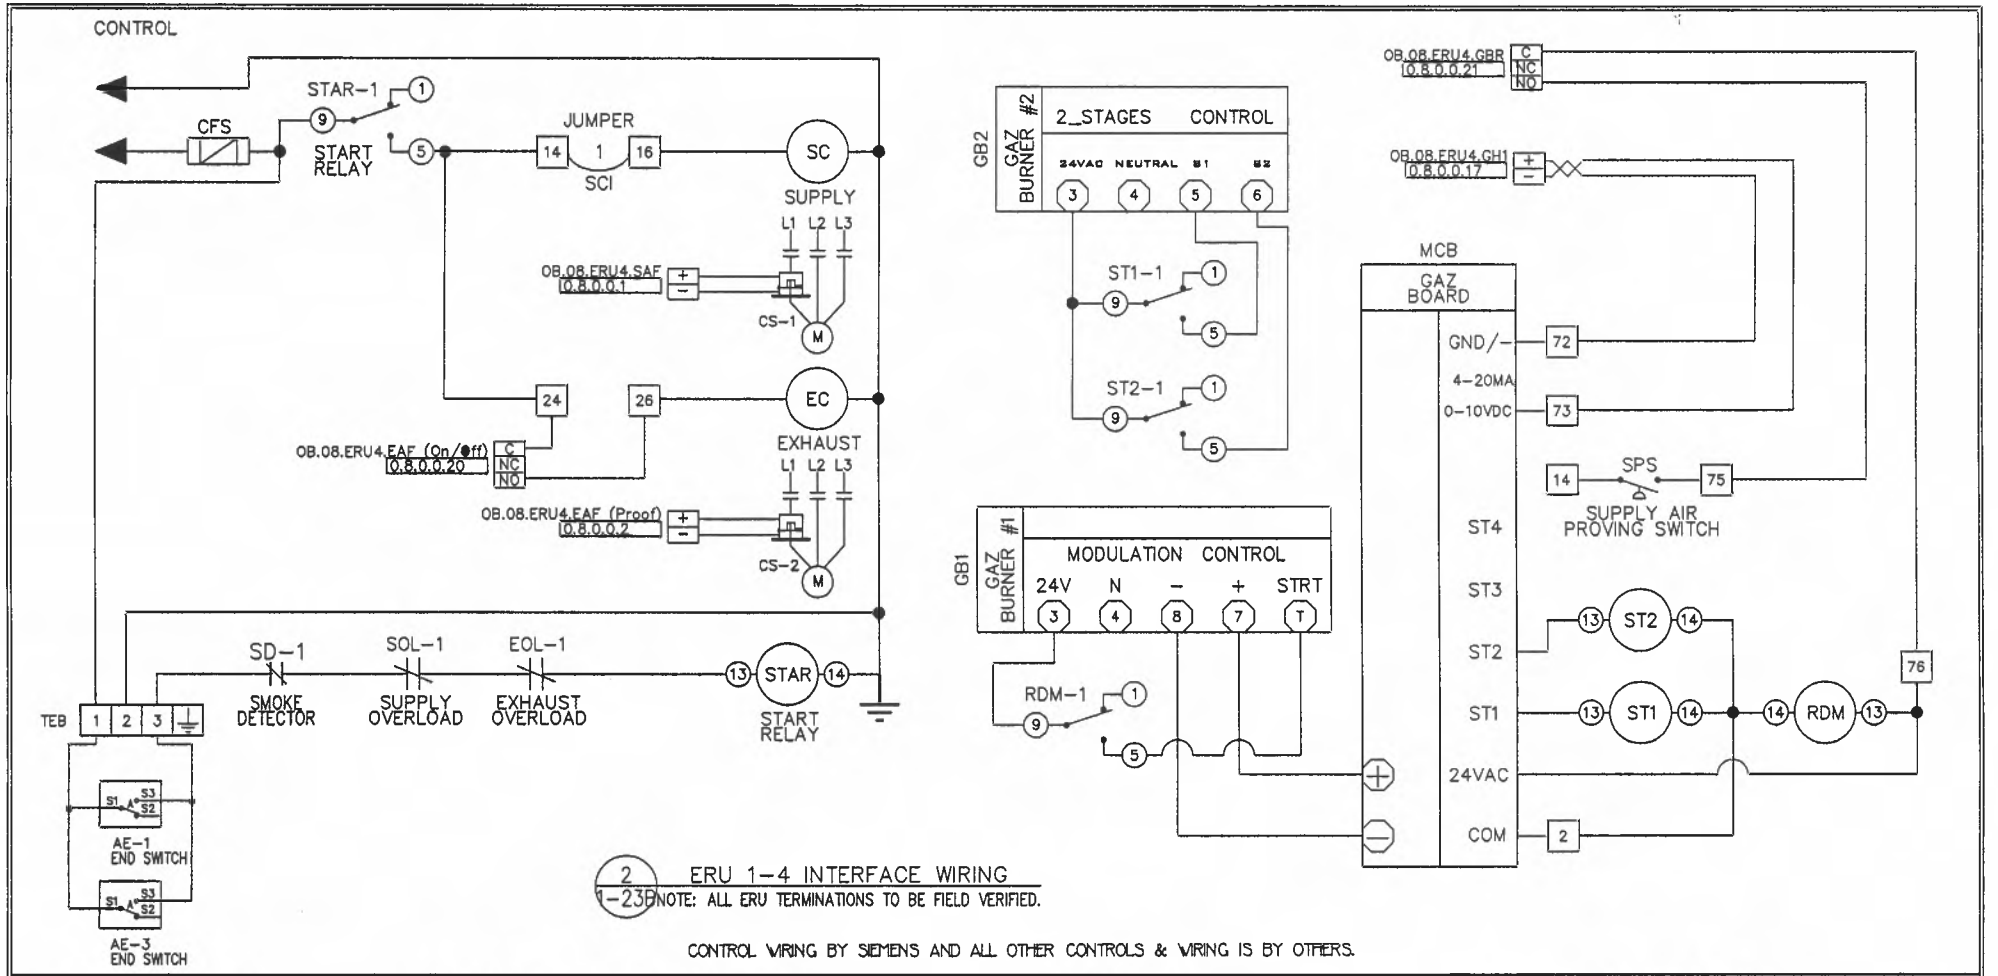 CONTROL
STAR-1
1
9
CFS
START
RELAY
5
JUMPER
14
1
16
SCI
SC
SUPPLY
L1 L2 L3
OB.08.ERU4.SAF
0.8.0.0.1
+
-
CS-1
M
24
26
EC
EXHAUST
L1 L2 L3
OB.08.ERU4.EAF (On/Off)
0.8.0.0.20
C
NC
NO
OB.08.ERU4.EAF (Proof)
0.8.0.0.2
+
-
CS-2
M
SD-1
SMOKE
DETECTOR
SOL-1
SUPPLY
OVERLOAD
EOL-1
EXHAUST
OVERLOAD
13
STAR
14
START
RELAY
TEB
1 2 3
S1 A S3
S2
AE-1
END SWITCH
S1 A S3
S2
AE-3
END SWITCH
GB2
GAZ
BURNER #2
2_STAGES CONTROL
24VAC NEUTRAL S1 S2
3 4 5 6
ST1-1
1
9
5
ST2-1
1
9
5
GB1
GAZ
BURNER #1
MODULATION CONTROL
24V N - + STRT
3 4 8 7 T
RDM-1
1
9
5
OB.08.ERU4.GBR
0.8.0.0.21
C
NC
NO
OB.08.ERU4.GH1
0.8.0.0.17
+
-
MCB
GAZ
BOARD
GND/-
72
4-20MA
0-10VDC
73
14
SPS
75
SUPPLY AIR
PROVING SWITCH
ST4
ST3
ST2
13
ST2
14
76
ST1
13
ST1
14
14
RDM
13
24VAC
+
COM
2
-
2
1-23B
ERU 1-4 INTERFACE WIRING
NOTE: ALL ERU TERMINATIONS TO BE FIELD VERIFIED.
CONTROL WIRING BY SIEMENS AND ALL OTHER CONTROLS & WIRING IS BY OTHERS.